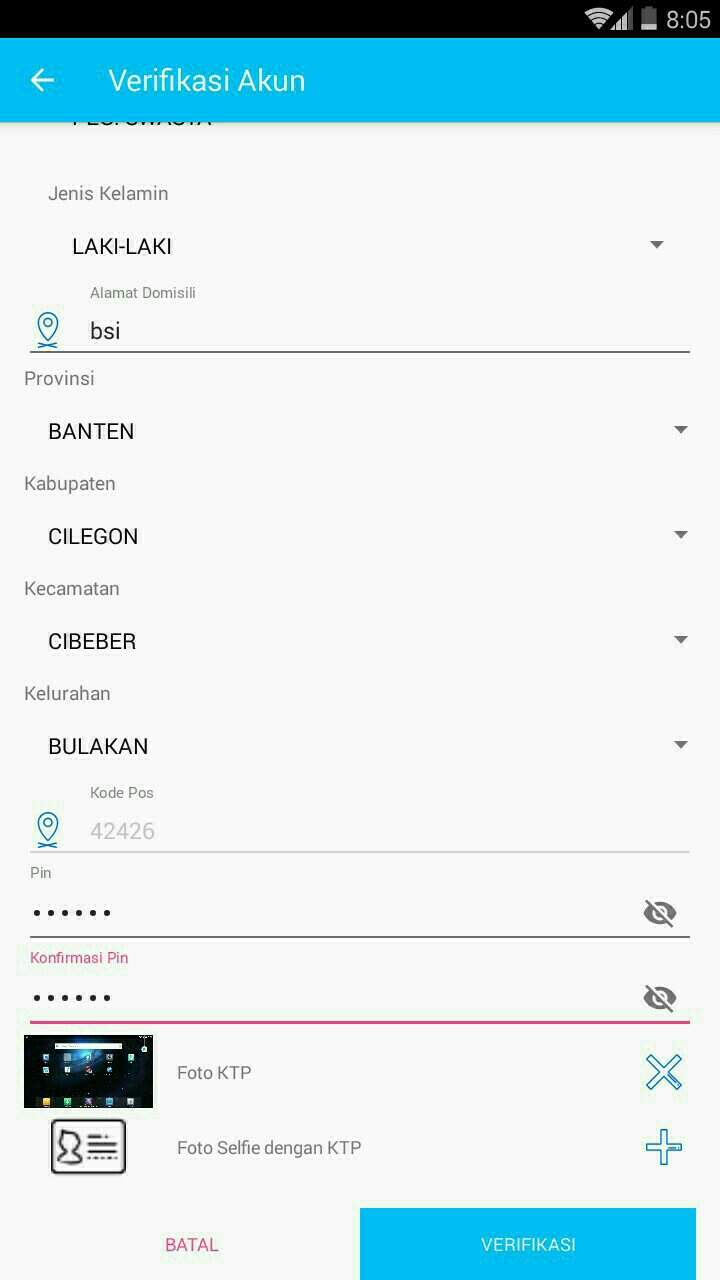 8:05
Verifikasi Akun
Jenis Kelamin
LAKI-LAKI
Alamat Domisili
bsi
Provinsi
BANTEN
Kabupaten
CILEGON
Kecamatan
CIBEBER
Kelurahan
BULAKAN
Kode Pos
42426
Pin
••••••
Konfirmasi Pin
••••••
Foto KTP
Foto Selfie dengan KTP
BATAL
VERIFIKASI